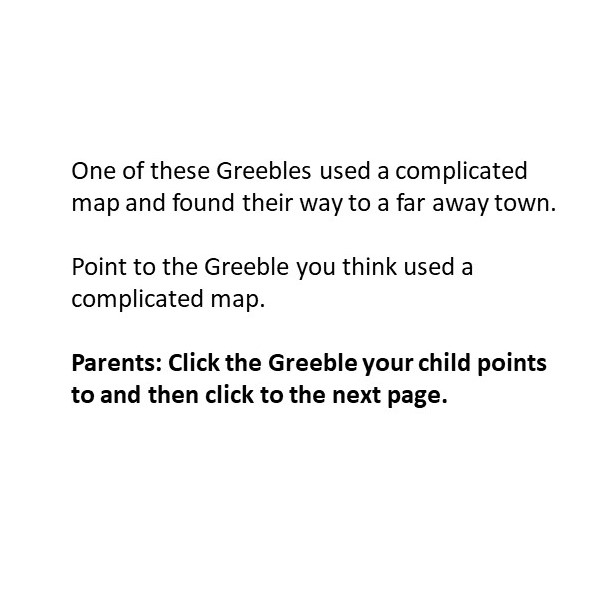 One of these Greebles used a complicated
map and found their way to a far away town.
Point to the Greeble you think used a
complicated map.
Parents: Click the Greeble your child points
to and then click to the next page.